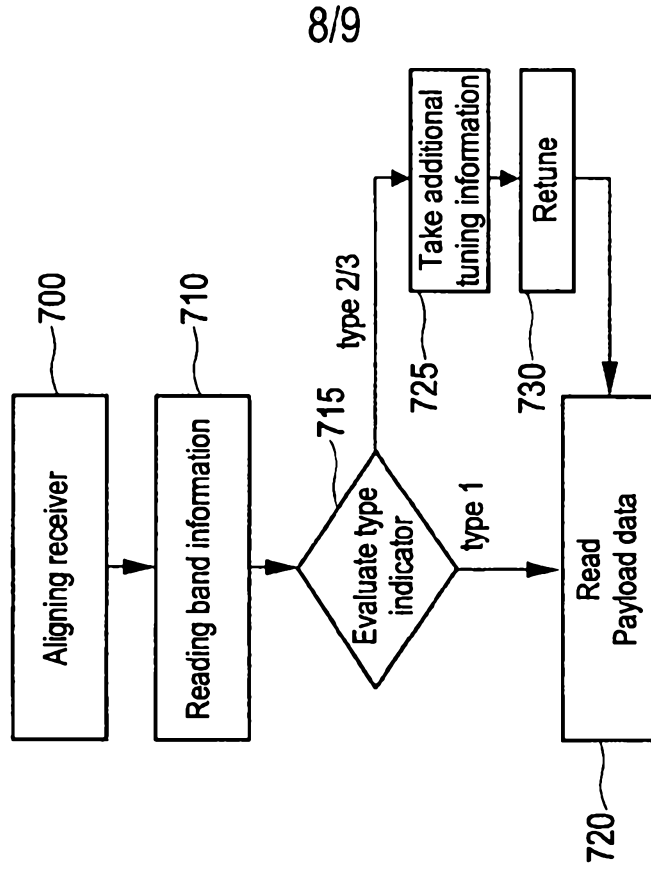 8/9
Aligning receiver
700
Reading band information
710
Evaluate type
indicator
715
type 2/3
type 1
Take additional
tuning information
725
Retune
730
Read
Payload data
720